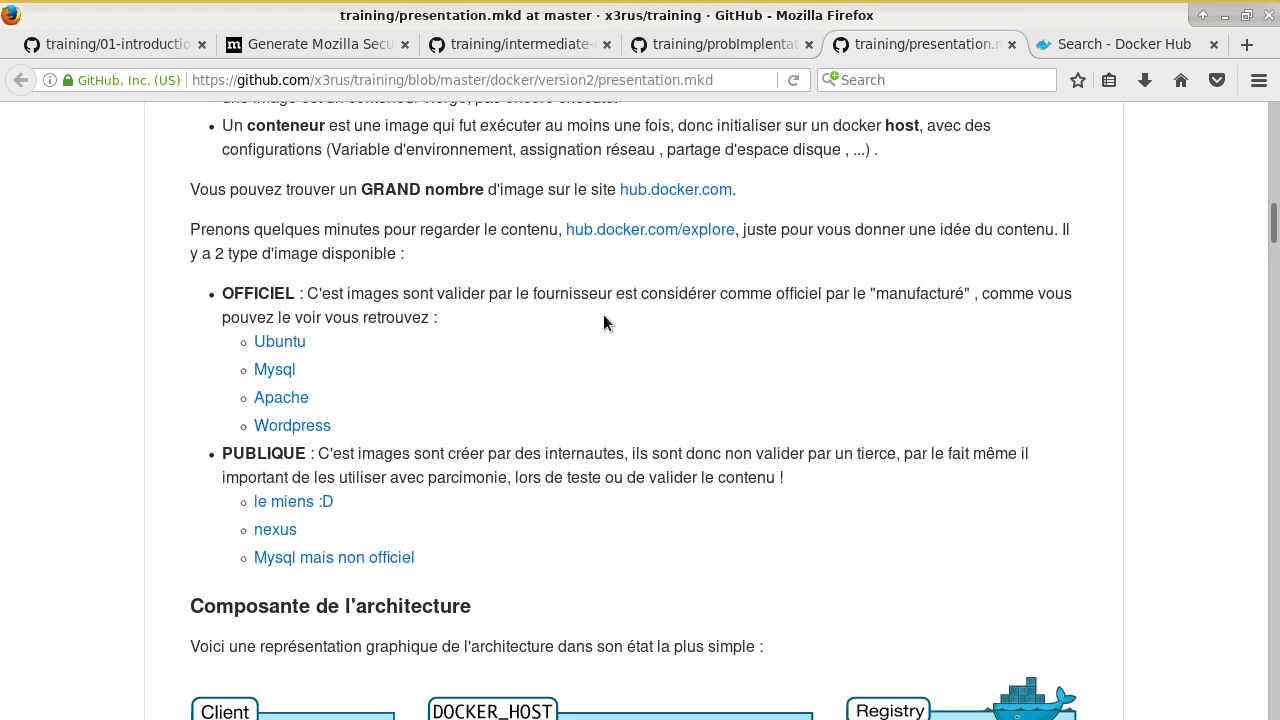 training/presentation.mkd at master · x3rus/training · GitHub - Mozilla Firefox
training/01-introductio
Generate Mozilla Secu
training/intermediate-
training/probImplentat
training/presentation.m
Search - Docker Hub
GitHub, Inc. (US)
https://github.com/x3rus/training/blob/master/docker/version2/presentation.mkd
Search
Un conteneur est une image qui fut exécuter au moins une fois, donc initialiser sur un docker host, avec des
configurations (Variable d'environnement, assignation réseau , partage d'espace disque , ...) .
Vous pouvez trouver un GRAND nombre d'image sur le site hub.docker.com.
Prenons quelques minutes pour regarder le contenu, hub.docker.com/explore, juste pour vous donner une idée du contenu. Il
y a 2 type d'image disponible :
OFFICIEL : C'est images sont valider par le fournisseur est considérer comme officiel par le "manufacturé" , comme vous
pouvez le voir vous retrouvez :
Ubuntu
Mysql
Apache
Wordpress
PUBLIQUE : C'est images sont créer par des internautes, ils sont donc non valider par un tierce, par le fait même il
important de les utiliser avec parcimonie, lors de teste ou de valider le contenu !
le miens :D
nexus
Mysql mais non officiel
Composante de l'architecture
Voici une représentation graphique de l'architecture dans son état la plus simple :
Client
DOCKER_HOST
Registry